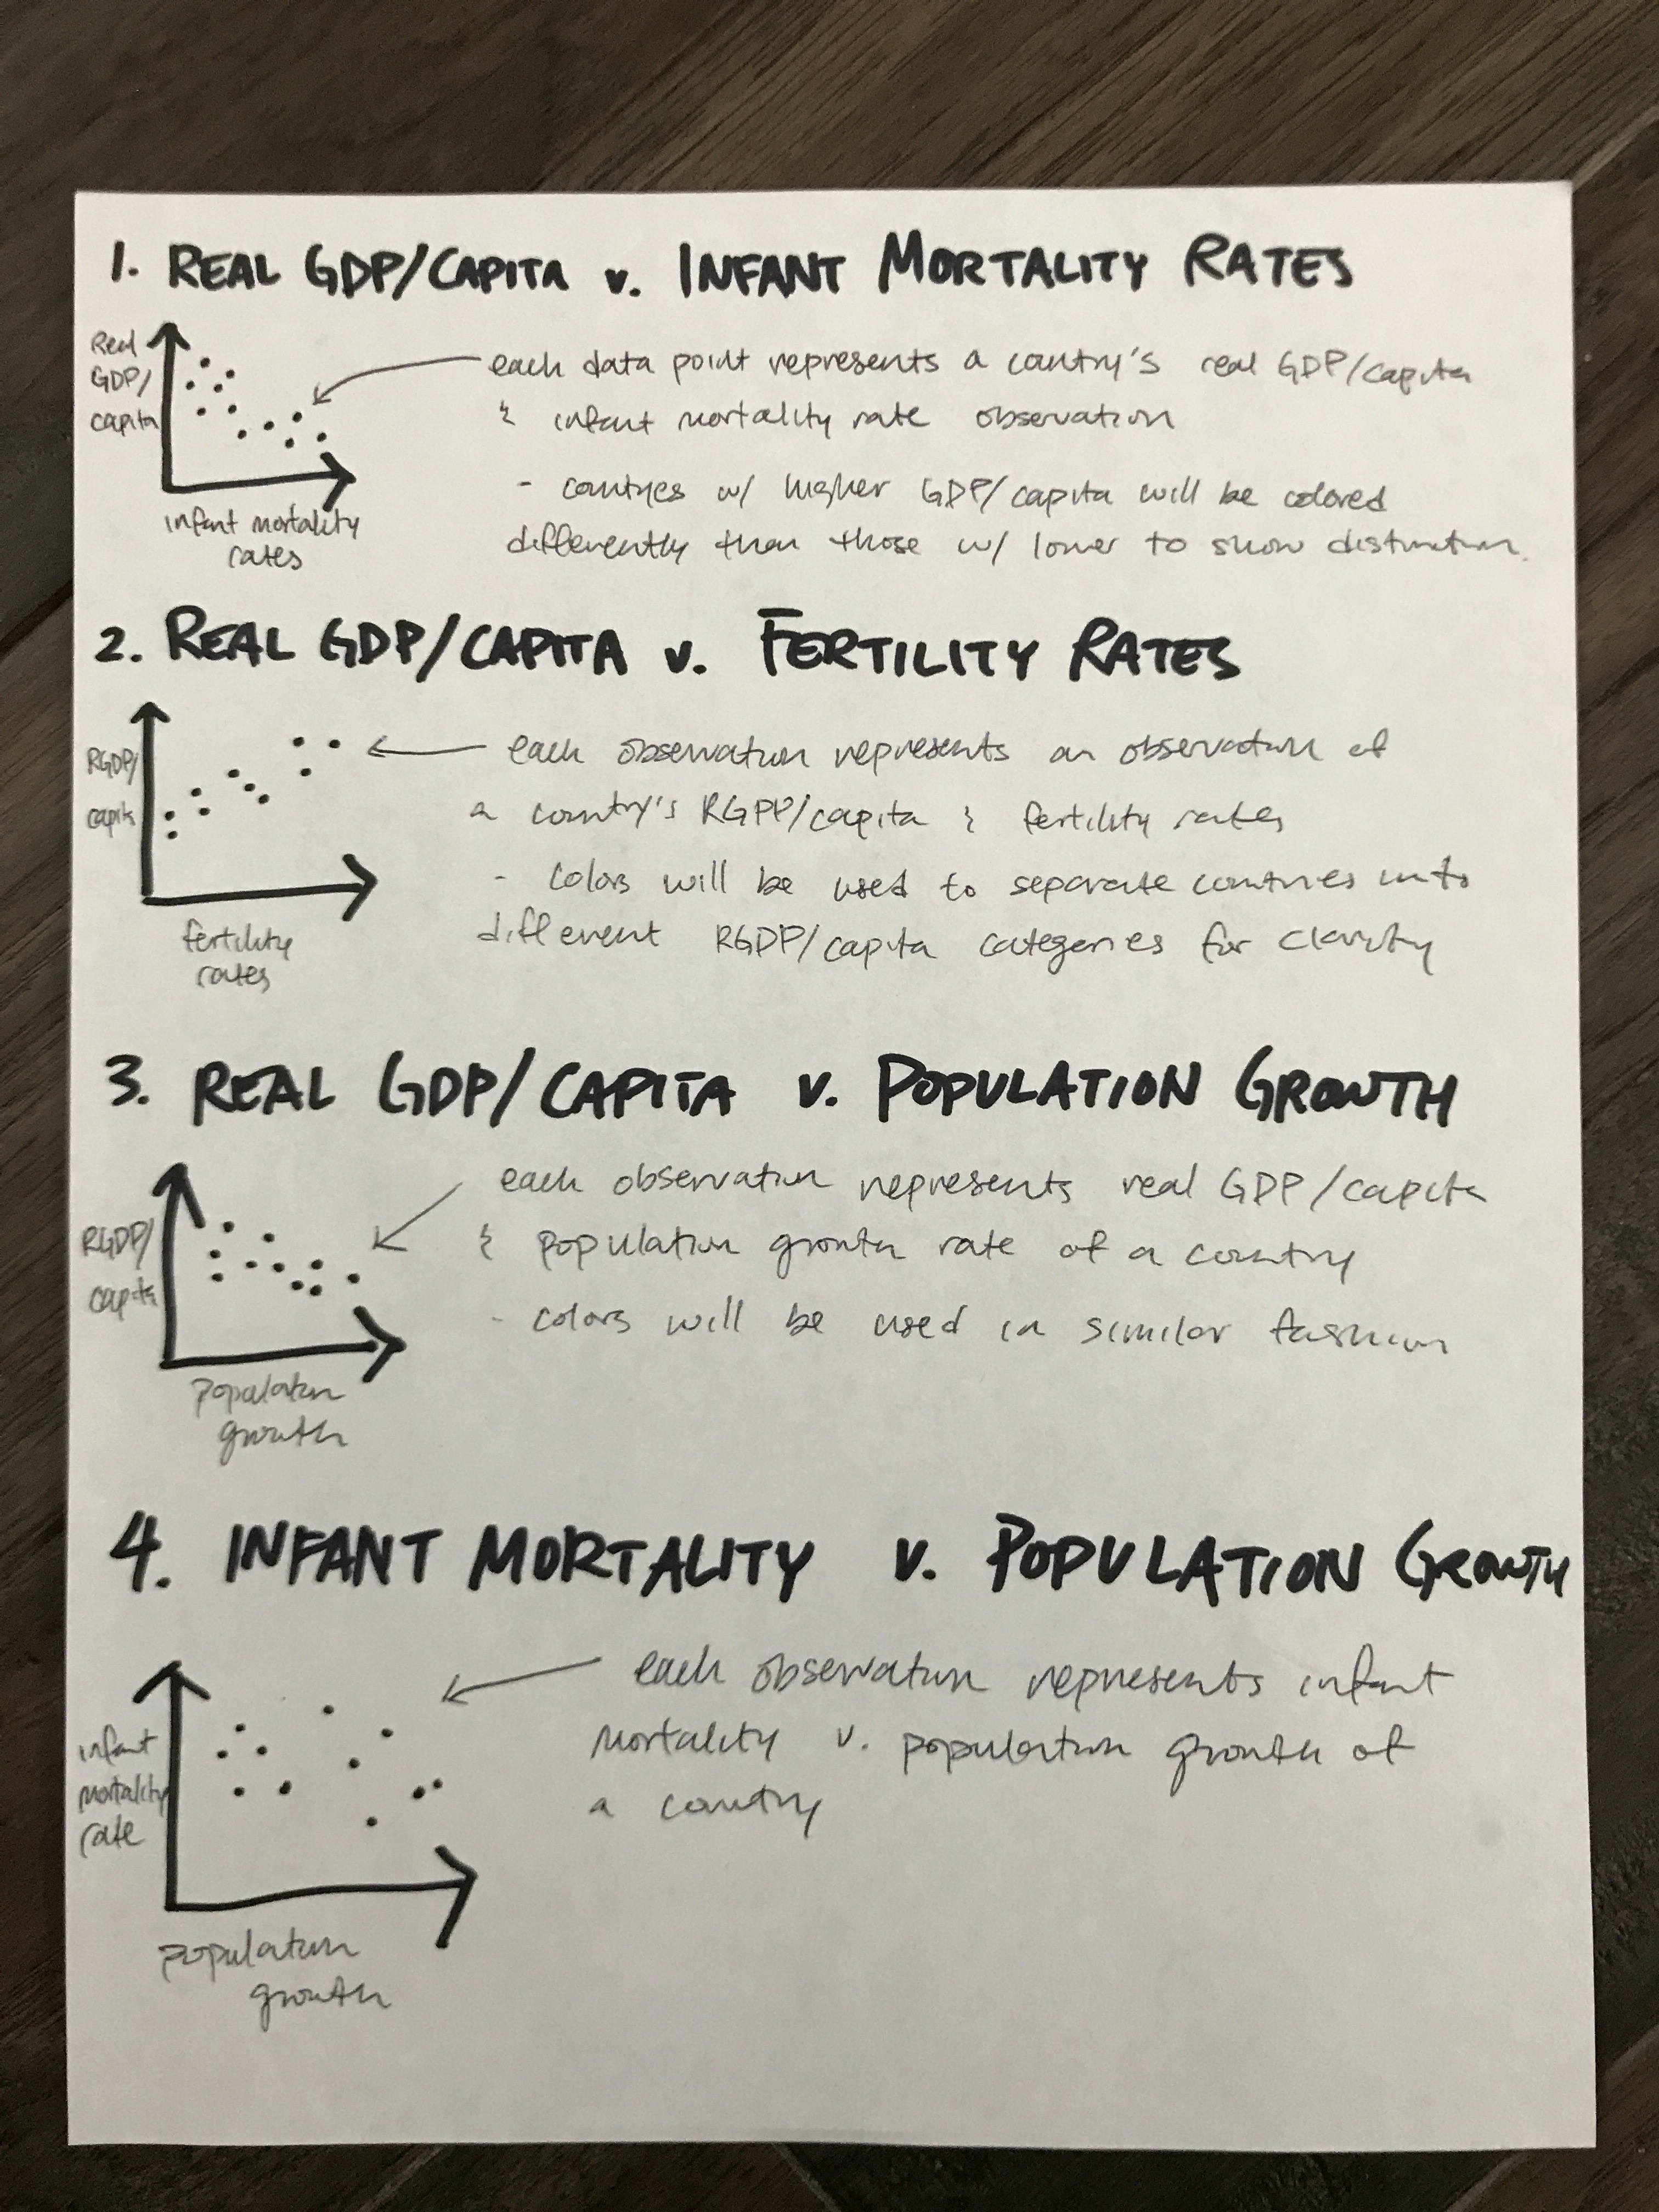 1. REAL GDP/CAPITA v. INFANT MORTALITY RATES
Real
GDP/
capita
infant mortality
rates
each data point represents a country's real GDP/capita
& infant mortality rate observation
- countries w/ higher GDP/capita will be colored
differently than those w/ lower to show distinction.
2. REAL GDP/CAPITA v. FERTILITY RATES
RGDP/
capita
fertility
rates
each observation represents an observation of
a country's RGDP/capita & fertility rates
- colors will be used to separate countries into
different RGDP/capita categories for clarity
3. REAL GDP/CAPITA v. POPULATION GROWTH
RGDP/
capita
population
growth
each observation represents real GDP/capita
& population growth rate of a country
- colors will be used in similar fashion
4. INFANT MORTALITY v. POPULATION GROWTH
infant
mortality
rate
population
growth
each observation represents infant
mortality v. population growth of
a country